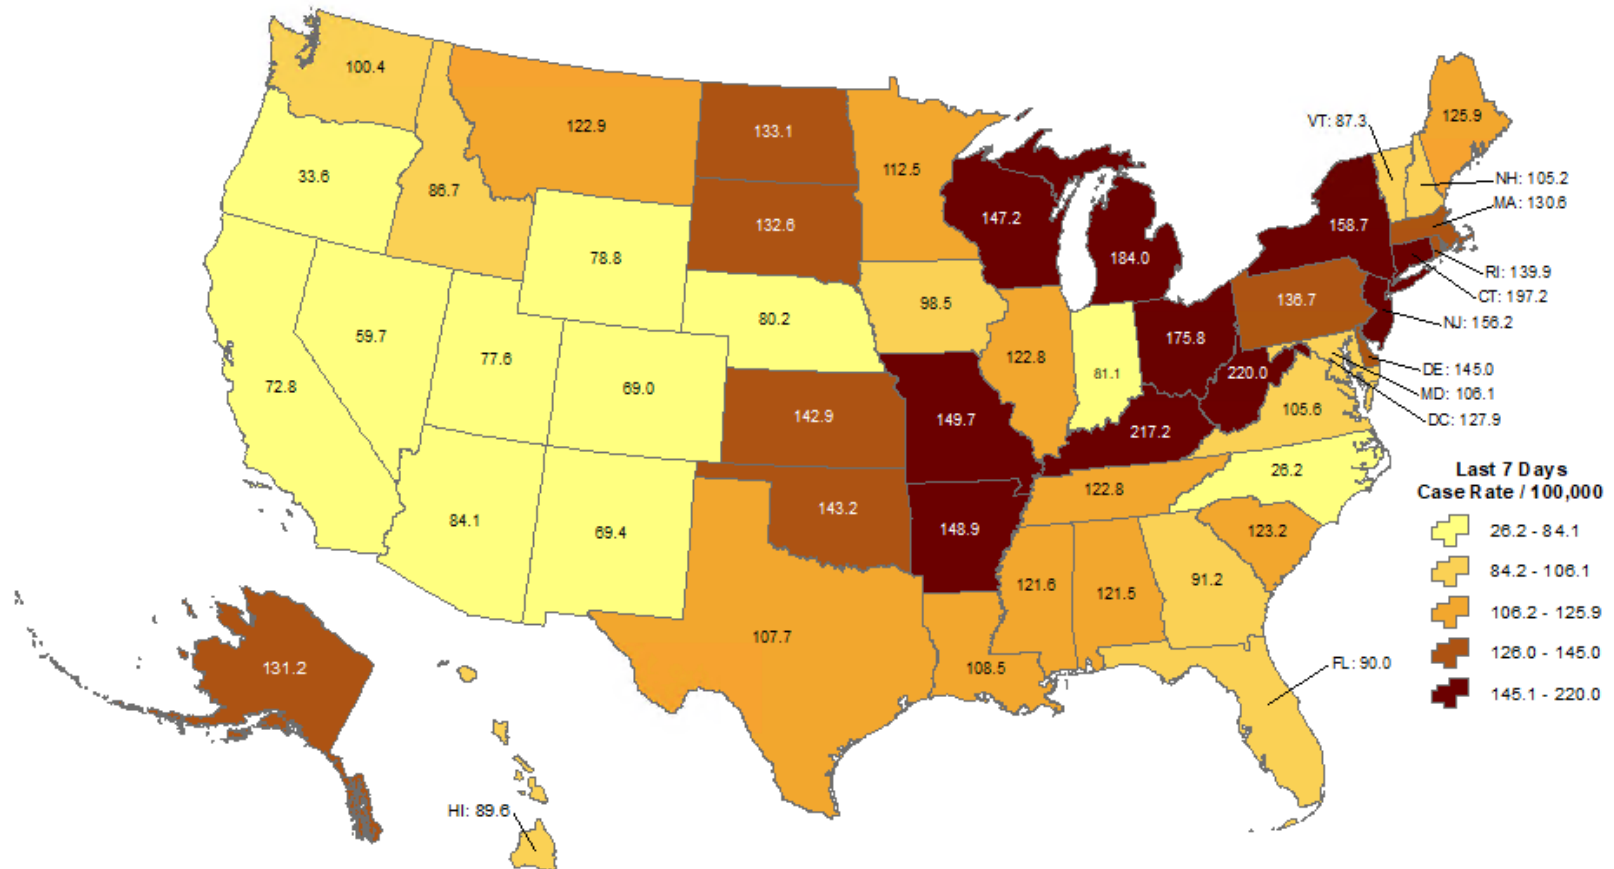 100.4
122.9
133.1
112.5
125.9
VT: 87.3
33.6
86.7
132.6
147.2
184.0
158.7
NH: 105.2
MA: 130.6
78.8
98.5
136.7
RI: 139.9
CT: 197.2
NJ: 156.2
59.7
77.6
80.2
122.8
81.1
175.8
220.0
DE: 145.0
MD: 106.1
DC: 127.9
72.8
69.0
142.9
149.7
217.2
105.6
84.1
69.4
143.2
148.9
122.8
26.2
123.2
121.6
121.5
91.2
107.7
108.5
FL: 90.0
131.2
HI: 89.6
Last 7 Days
Case Rate / 100,000
26.2 - 84.1
84.2 - 106.1
106.2 - 125.9
126.0 - 145.0
145.1 - 220.0